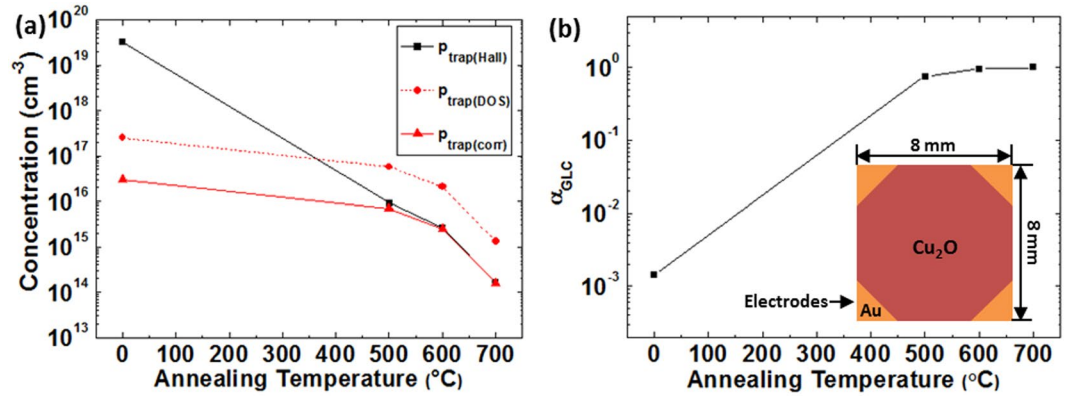 (a)
10^20
10^19
10^18
10^17
10^16
10^15
10^14
10^13
Concentration (cm^-3)
p_trap(Hall)
p_trap(DOS)
p_trap(corr)
0 100 200 300 400 500 600 700
Annealing Temperature (°C)
(b)
10^0
10^-1
10^-2
10^-3
α_GLC
8 mm
8 mm
Cu₂O
Electrodes
Au
0 100 200 300 400 500 600 700
Annealing Temperature (°C)